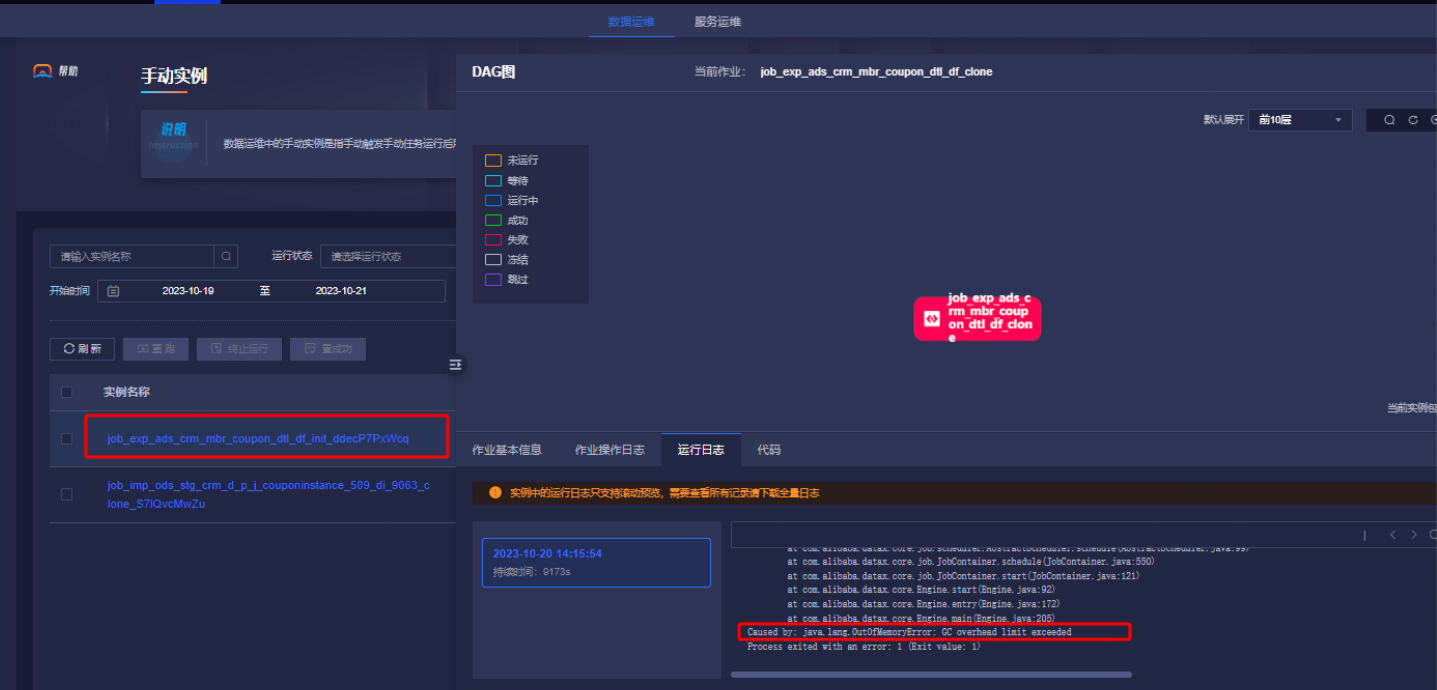 数据运维
服务运维
帮助
手动实例
说明
instruction
数据运维中的手动实例是指手动触发手动任务运行后
请输入实例名称
运行状态
请选择运行状态
开始时间
2023-10-19
至
2023-10-21
刷新
重跑
终止运行
置成功
实例名称
job_exp_ads_crm_mbr_coupon_dtl_df_init_ddecP7PxWcq
job_imp_ods_stg_crm_d_p_j_couponinstance_509_di_9063_c
lone_S7lQvcMwZu
DAG图
当前作业： job_exp_ads_crm_mbr_coupon_dtl_df_clone
默认展开
前10层
未运行
等待
运行中
成功
失败
冻结
跳过
job_exp_ads_c
rm_mbr_coup
on_dtl_df_clon
e
当前实例包
作业基本信息
作业操作日志
运行日志
代码
实例中的运行日志只支持滚动预览，需要查看所有记录请下载全量日志
2023-10-20 14:15:54
持续时间：9173s
at com.alibaba.datax.core.job.scheduler.AbstractScheduler.schedule(AbstractScheduler.java:99)
at com.alibaba.datax.core.job.JobContainer.schedule(JobContainer.java:550)
at com.alibaba.datax.core.job.JobContainer.start(JobContainer.java:121)
at com.alibaba.datax.core.Engine.start(Engine.java:92)
at com.alibaba.datax.core.Engine.entry(Engine.java:172)
at com.alibaba.datax.core.Engine.main(Engine.java:205)
Caused by: java.lang.OutOfMemoryError: GC overhead limit exceeded
Process exited with an error: 1 (Exit value: 1)